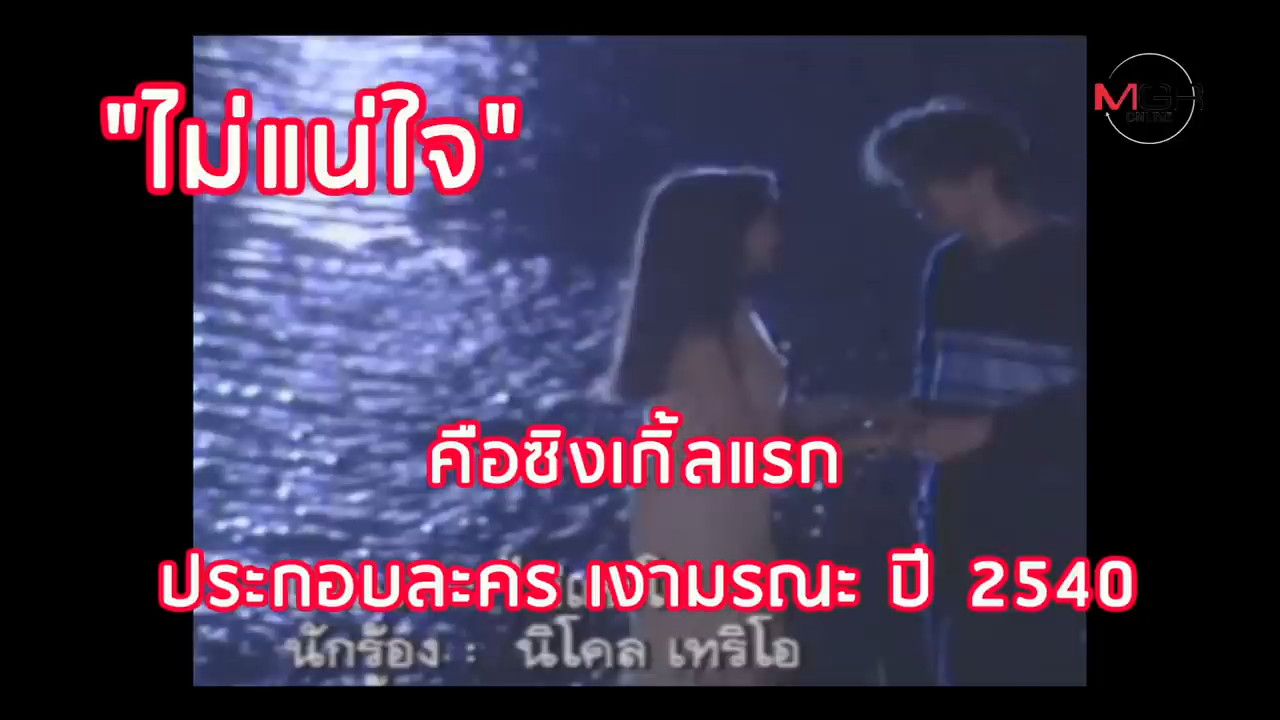 "ไม่แน่ใจ"
MGR
ONLINE
คือซิงเกิ้ลแรก
ประกอบละคร เงามรณะ ปี 2540
นักร้อง : นิโคล เทริโอ